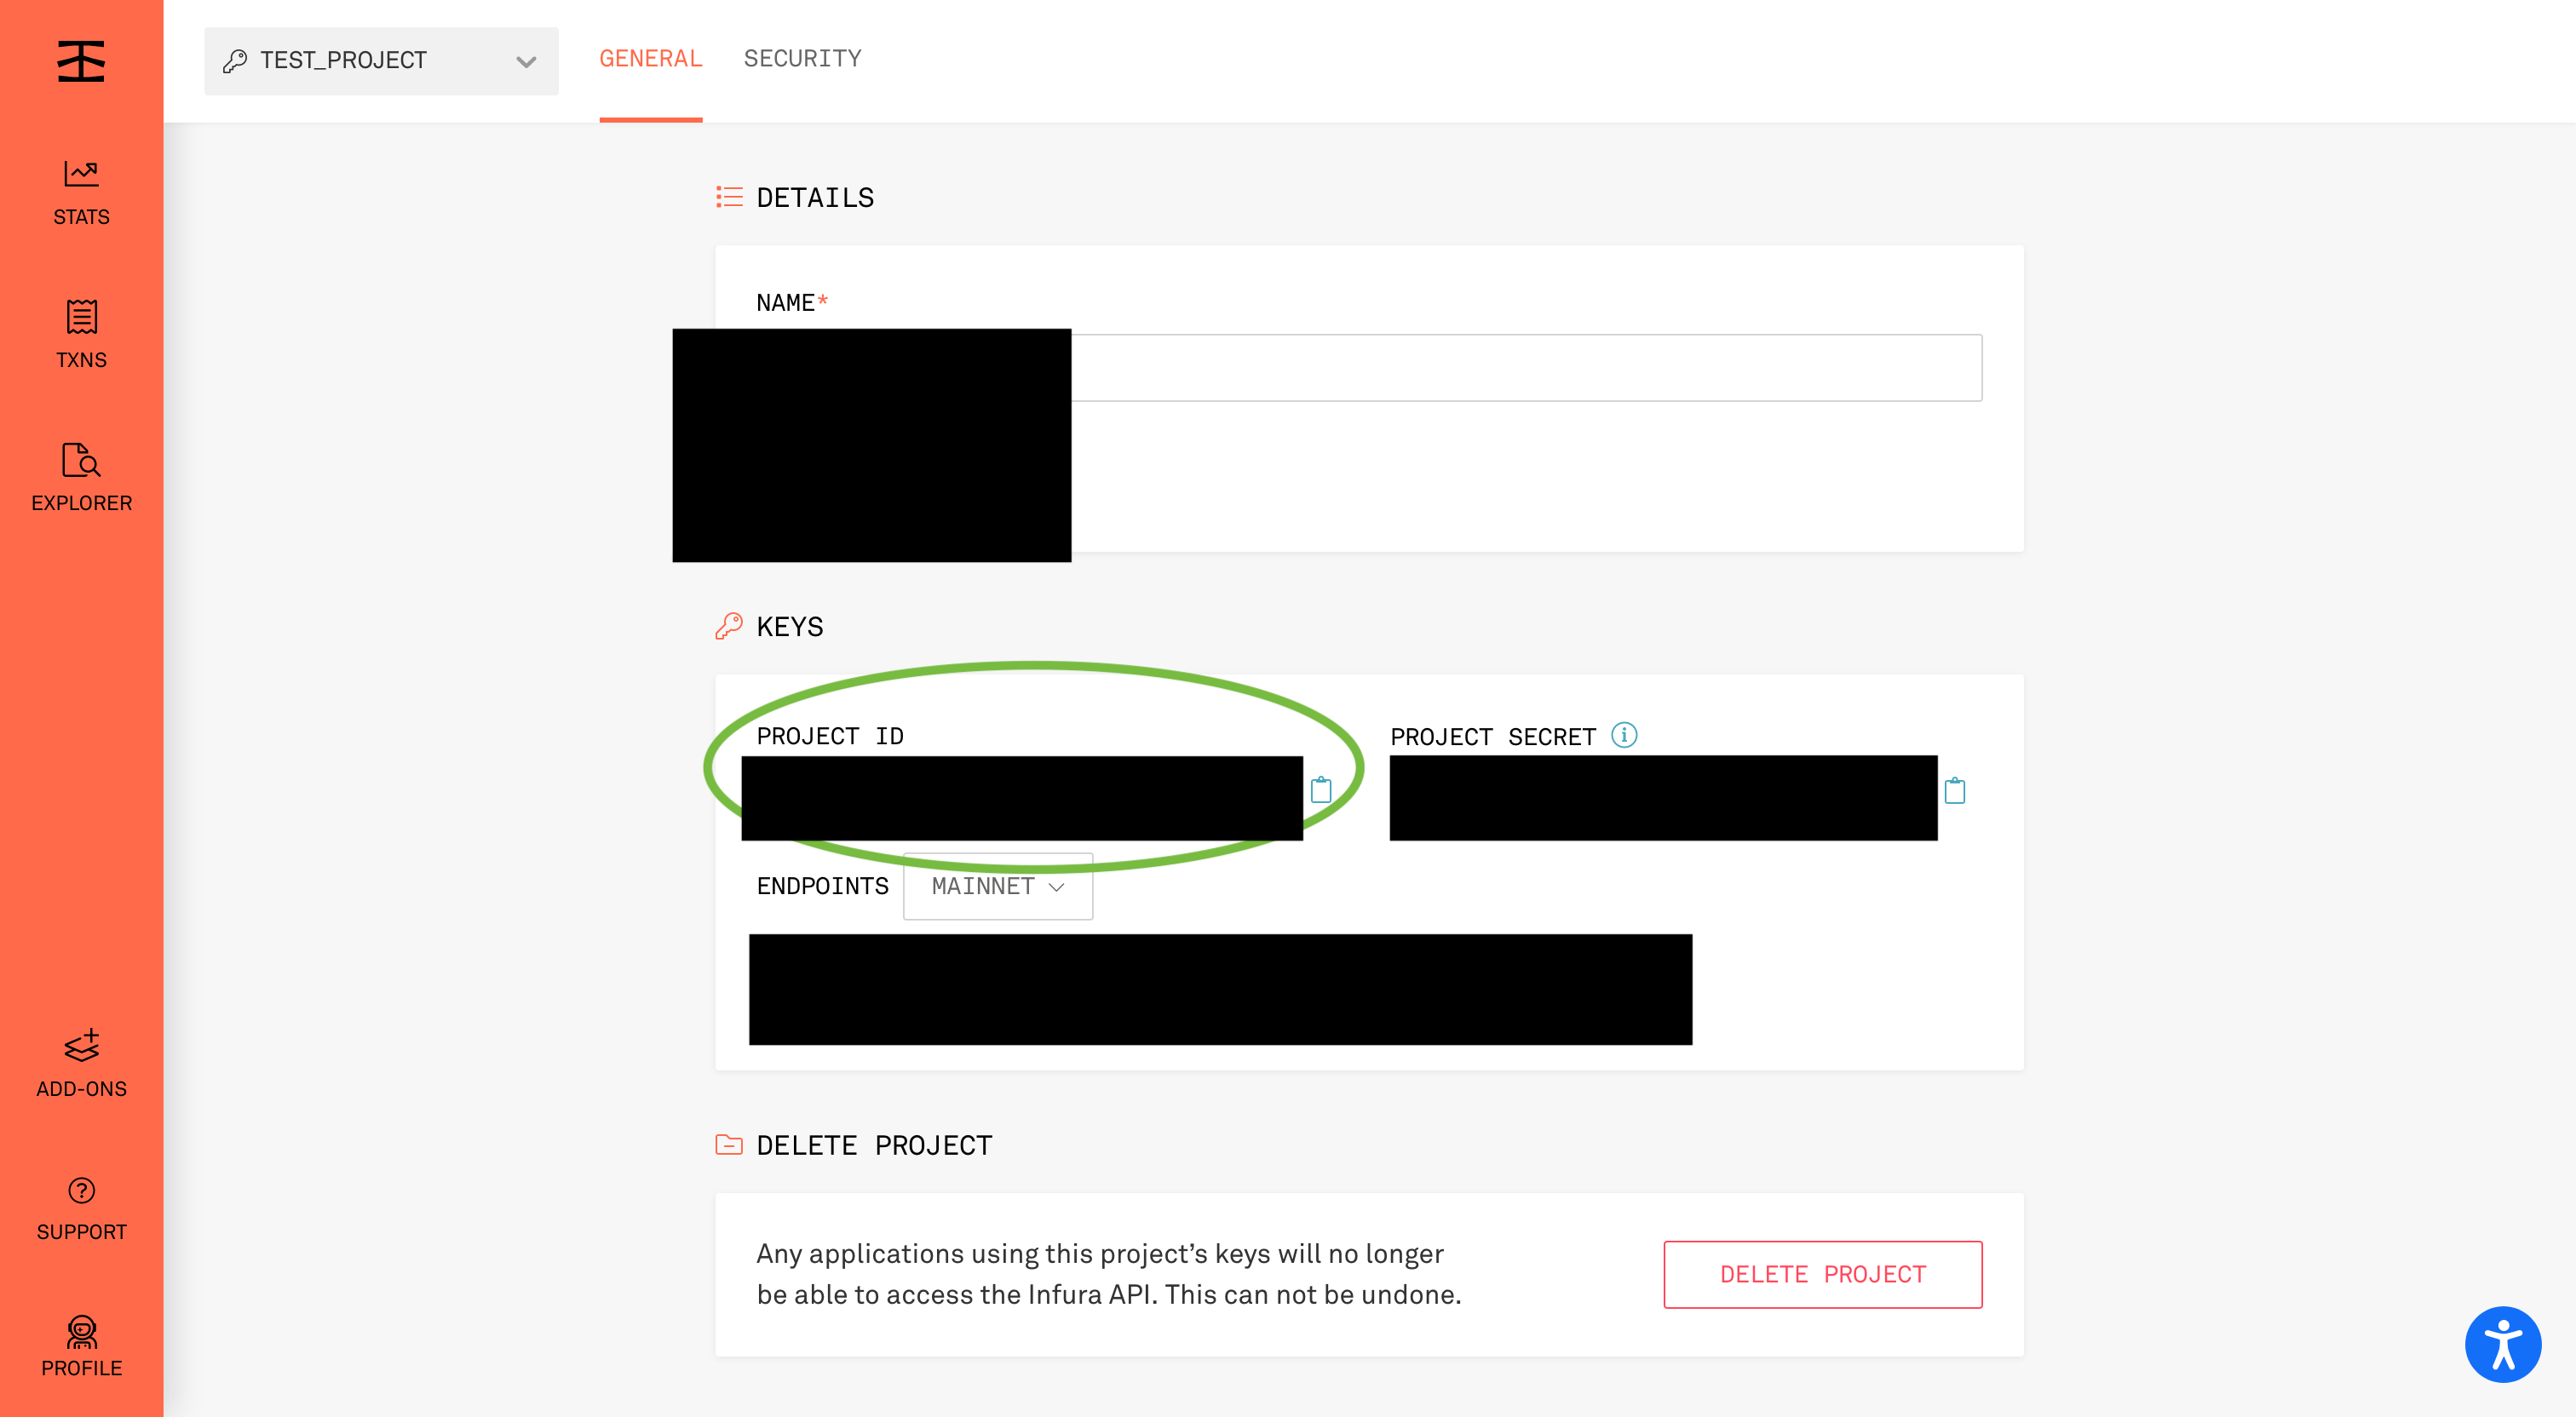 TEST_PROJECT
GENERAL
SECURITY
STATS
TXNS
EXPLORER
ADD-ONS
SUPPORT
PROFILE
DETAILS
NAME*
KEYS
PROJECT ID
PROJECT SECRET
ENDPOINTS
MAINNET
DELETE PROJECT
Any applications using this project’s keys will no longer
be able to access the Infura API. This can not be undone.
DELETE PROJECT